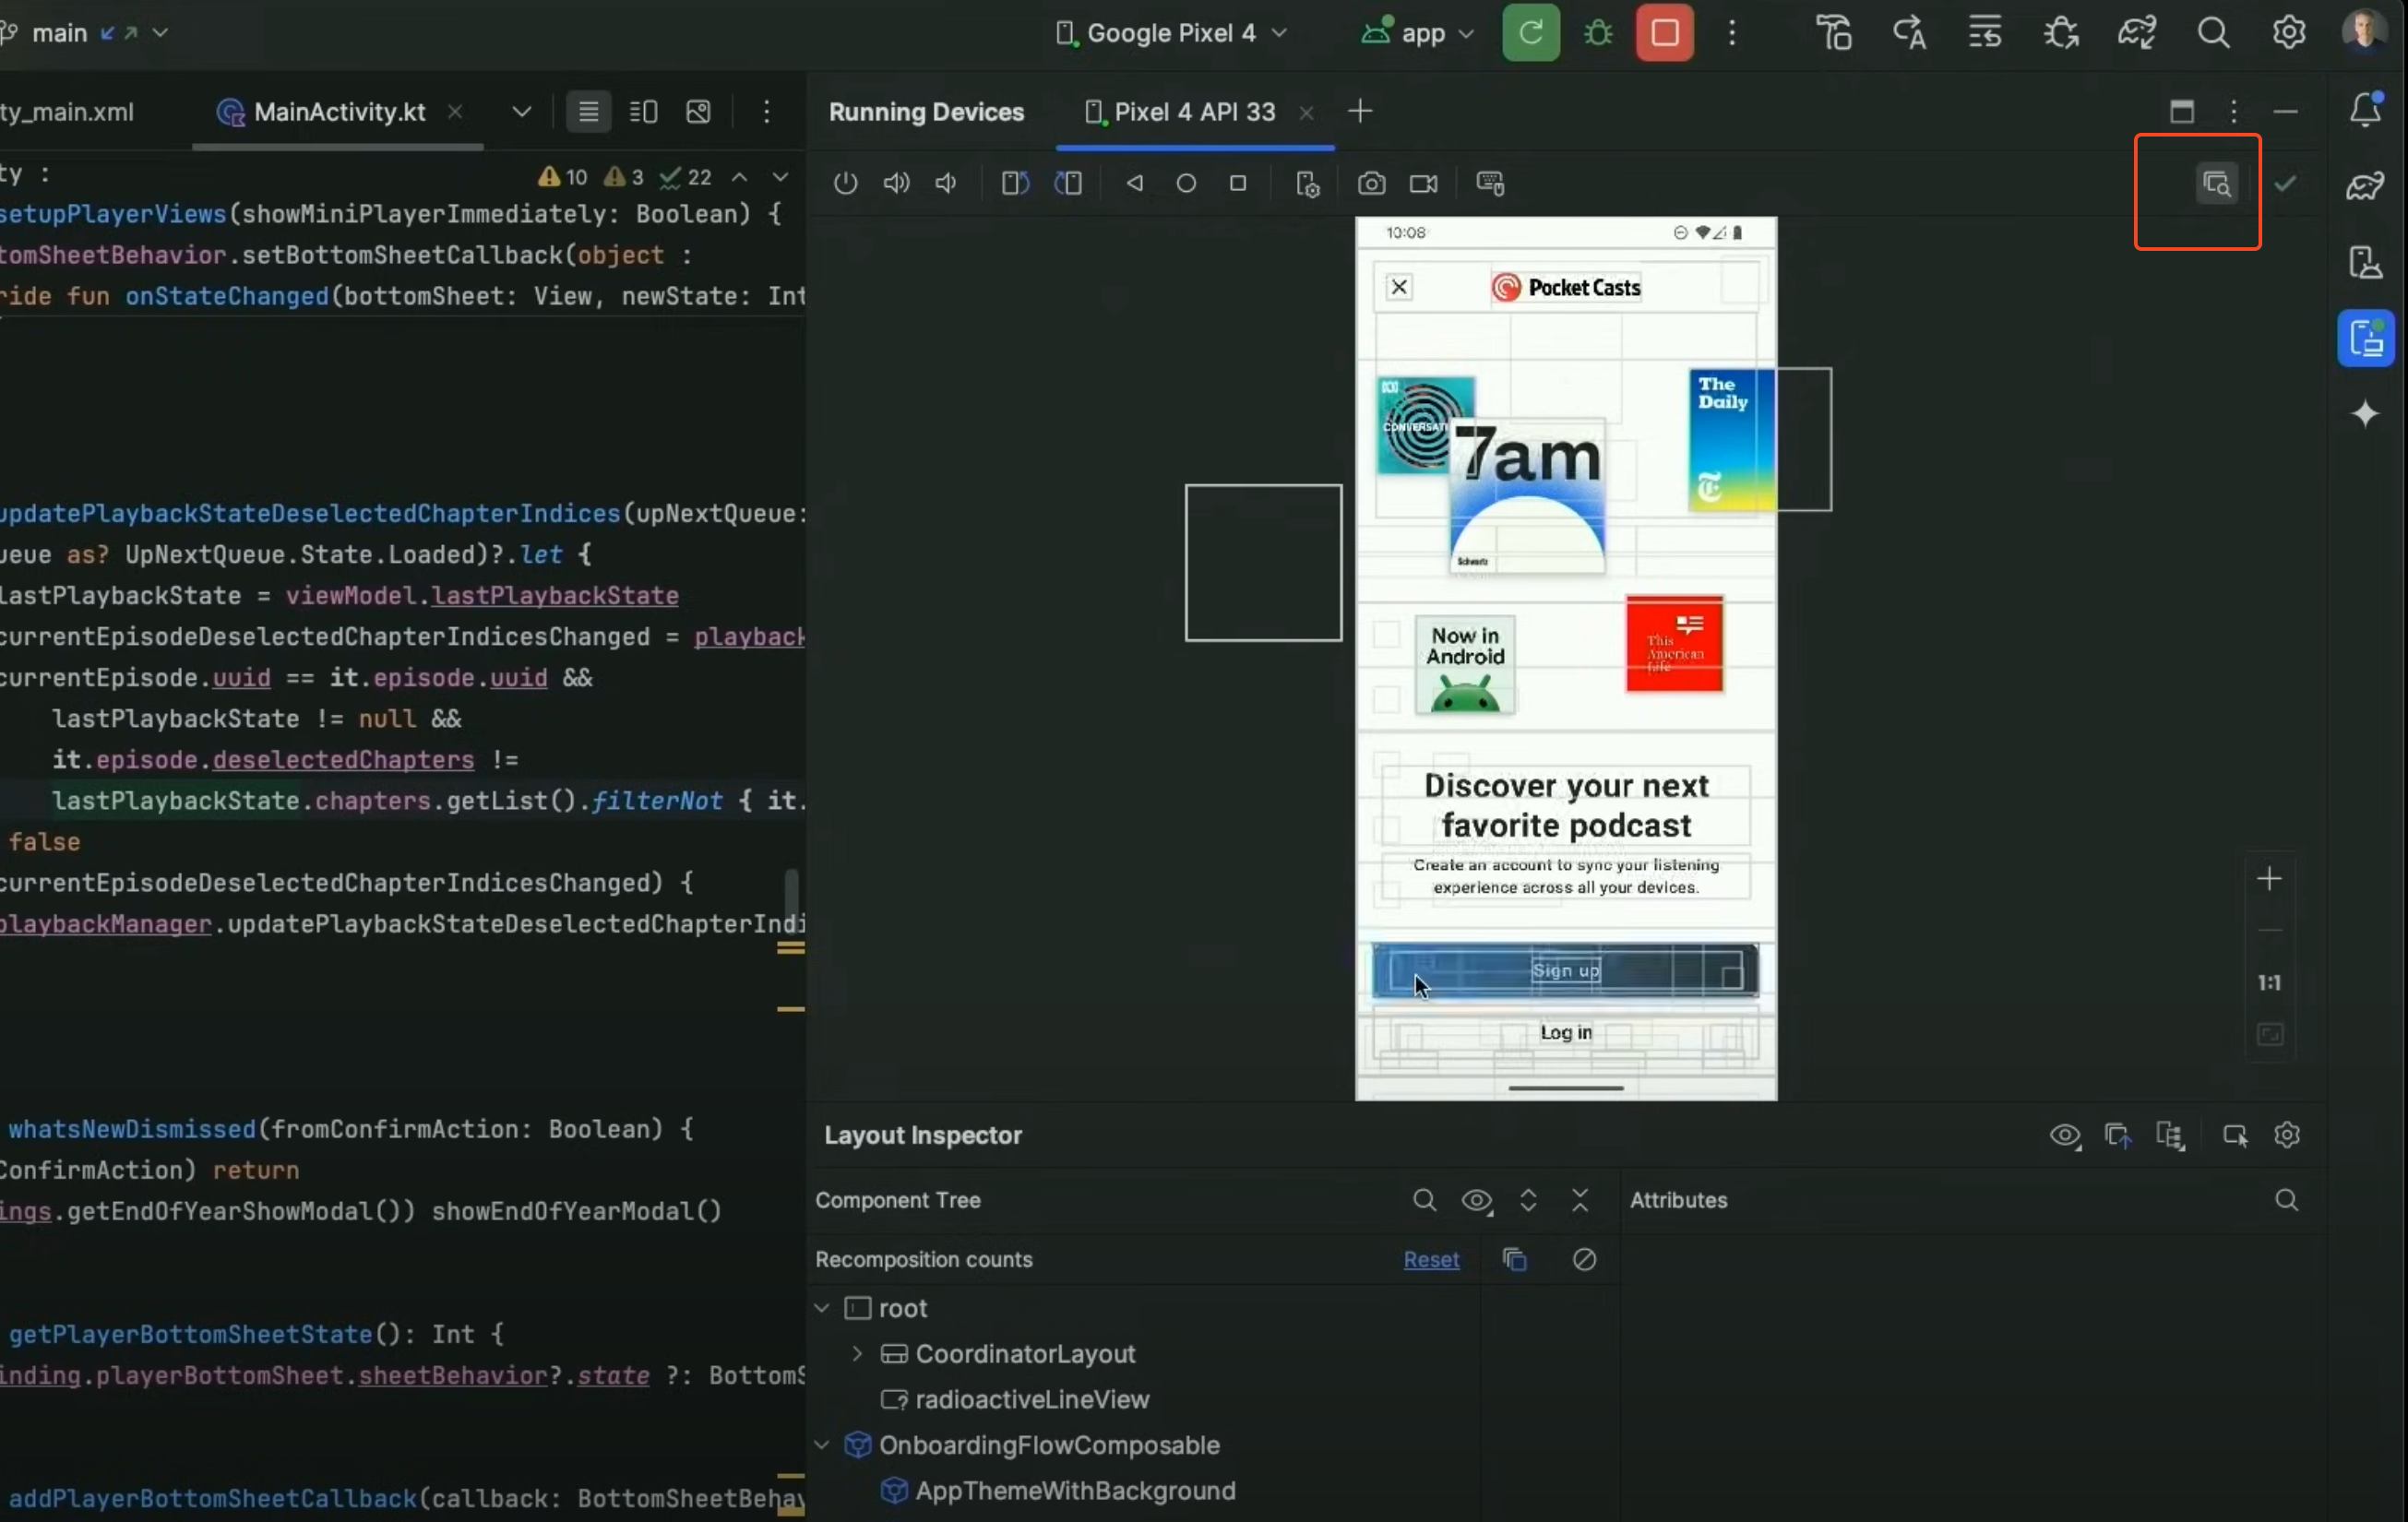 main
Google Pixel 4
app
ty_main.xml
MainActivity.kt
Running Devices
Pixel 4 API 33
ty :
10 3 22
setupPlayerViews(showMiniPlayerImmediately: Boolean) {
tomSheetBehavior.setBottomSheetCallback(object :
ride fun onStateChanged(bottomSheet: View, newState: Int
updatePlaybackStateDeselectedChapterIndices(upNextQueue:
ueue as? UpNextQueue.State.Loaded)?.let {
lastPlaybackState = viewModel.lastPlaybackState
currentEpisodeDeselectedChapterIndicesChanged = playback
currentEpisode.uuid == it.episode.uuid &&
lastPlaybackState != null &&
it.episode.deselectedChapters !=
lastPlaybackState.chapters.getList().filterNot { it.
false
currentEpisodeDeselectedChapterIndicesChanged) {
playbackManager.updatePlaybackStateDeselectedChapterIndi
whatsNewDismissed(fromConfirmAction: Boolean) {
ConfirmAction) return
ings.getEndOfYearShowModal()) showEndOfYearModal()
getPlayerBottomSheetState(): Int {
inding.playerBottomSheet.sheetBehavior?.state ?: BottomS
addPlayerBottomSheetCallback(callback: BottomSheetBehav
10:08
Pocket Casts
CONVERSATI
7am
Schwartz
The
Daily
Now in
Android
This
American
Life
Discover your next
favorite podcast
Create an account to sync your listening
experience across all your devices.
Sign up
Log in
1:1
Layout Inspector
Component Tree
Attributes
Recomposition counts
Reset
root
CoordinatorLayout
radioactiveLineView
OnboardingFlowComposable
AppThemeWithBackground